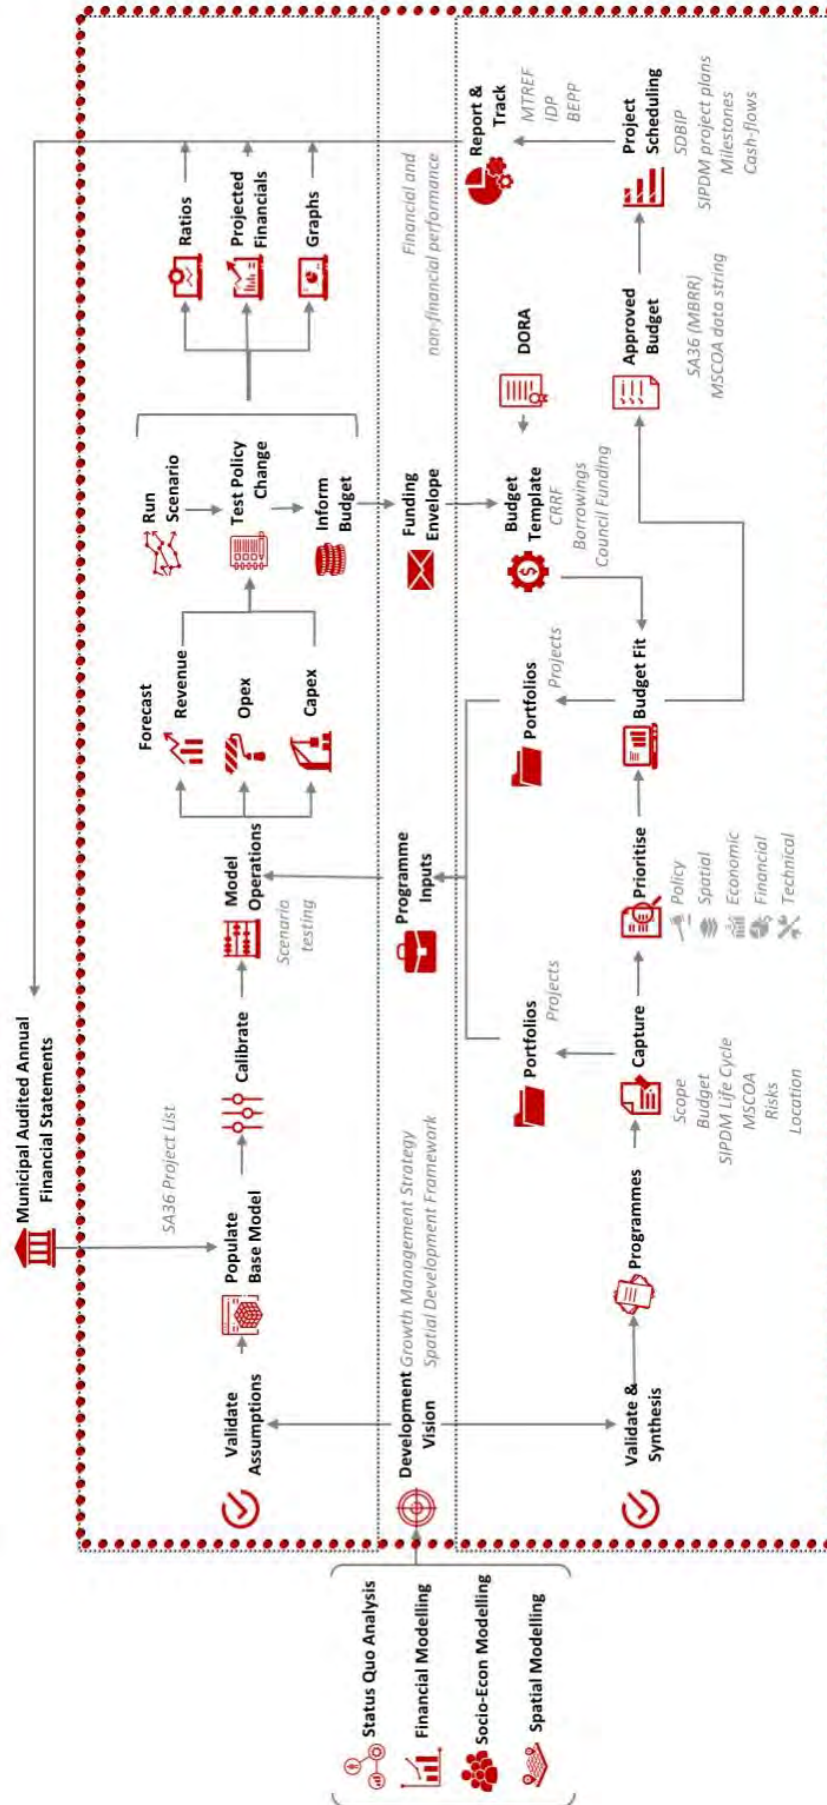 Municipal Audited Annual
Financial Statements
Status Quo Analysis
Financial Modelling
Socio-Econ Modelling
Spatial Modelling
Validate
Assumptions
Populate
Base Model
SA36 Project List
Calibrate
Model
Operations
Scenario
testing
Forecast
Revenue
Opex
Capex
Run
Scenario
Test Policy
Change
Inform
Budget
Ratios
Projected
Financials
Graphs
Development
Vision
Growth Management Strategy
Spatial Development Framework
Programme
Inputs
Funding
Envelope
Financial and
non-financial performance
Validate &
Synthesis
Programmes
Capture
Scope
Budget
SIPDM Life Cycle
MSCOA
Risks
Location
Portfolios
Projects
Prioritise
Policy
Spatial
Economic
Financial
Technical
Portfolios
Projects
Budget Fit
Budget
Template
CRRF
Borrowings
Council Funding
DORA
Approved
Budget
SA36 (MBRR)
MSCOA data string
Report &
Track
MTREF
IDP
BEPP
Project
Scheduling
SDBIP
SIPDM project plans
Milestones
Cash-flows